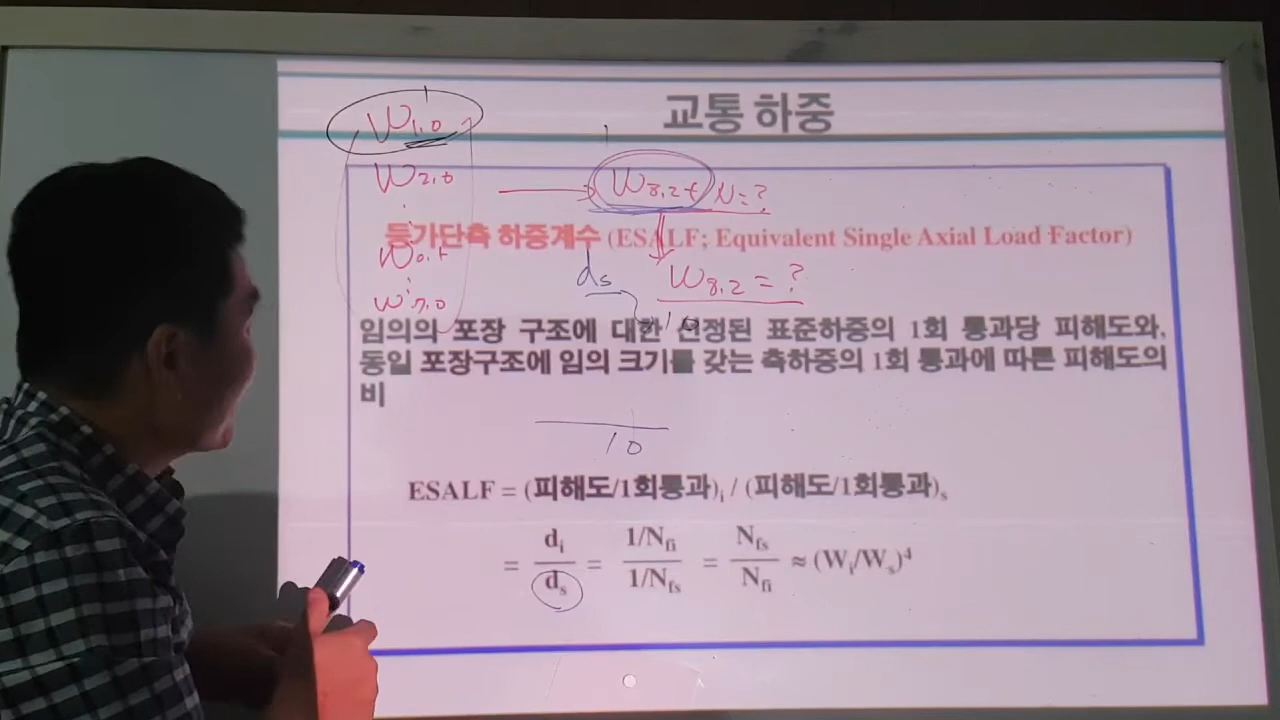 교통 하중
W1.0
W2.0
W8.2t N=?
등가단축 하중계수 (ESALF; Equivalent Single Axial Load Factor)
ds
W8.2 = ?
10
임의의 포장 구조에 대한 선정된 표준하중의 1회 통과당 피해도와,
동일 포장구조에 임의 크기를 갖는 축하중의 1회 통과에 따른 피해도의
비
10
ESALF = (피해도/1회통과)i / (피해도/1회통과)s
= di/ds = 1/Nfi / 1/Nfs = Nfs/Nfi ≈ (Wi/Ws)⁴